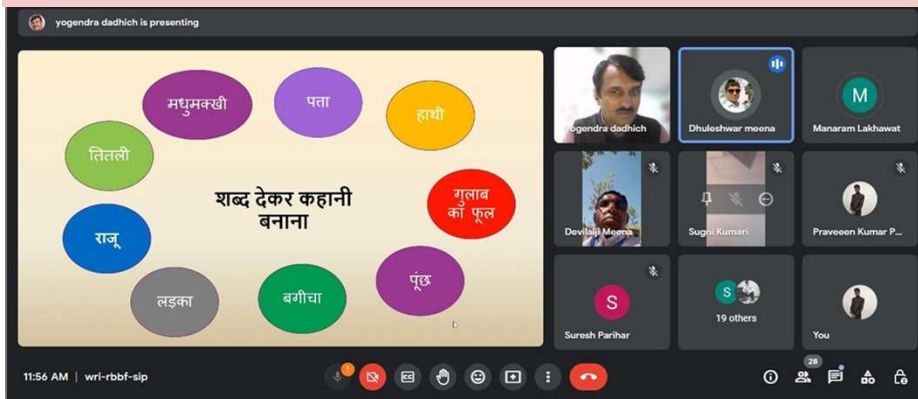 yogendra dadhich is presenting
मधुमक्खी
पता
हाथी
तितली
शब्द देकर कहानी
बनाना
गुलाब
का फूल
राजू
पूंछ
लड़का
बगीचा
yogendra dadhich
Dhuleshwar meena
M
Manaram Lakhawat
Devilalji Meena
Sugni Kumari
Praveeen Kumar P...
S
Suresh Parihar
S
19 others
You
11:56 AM | wri-rbbf-sip
CC
28